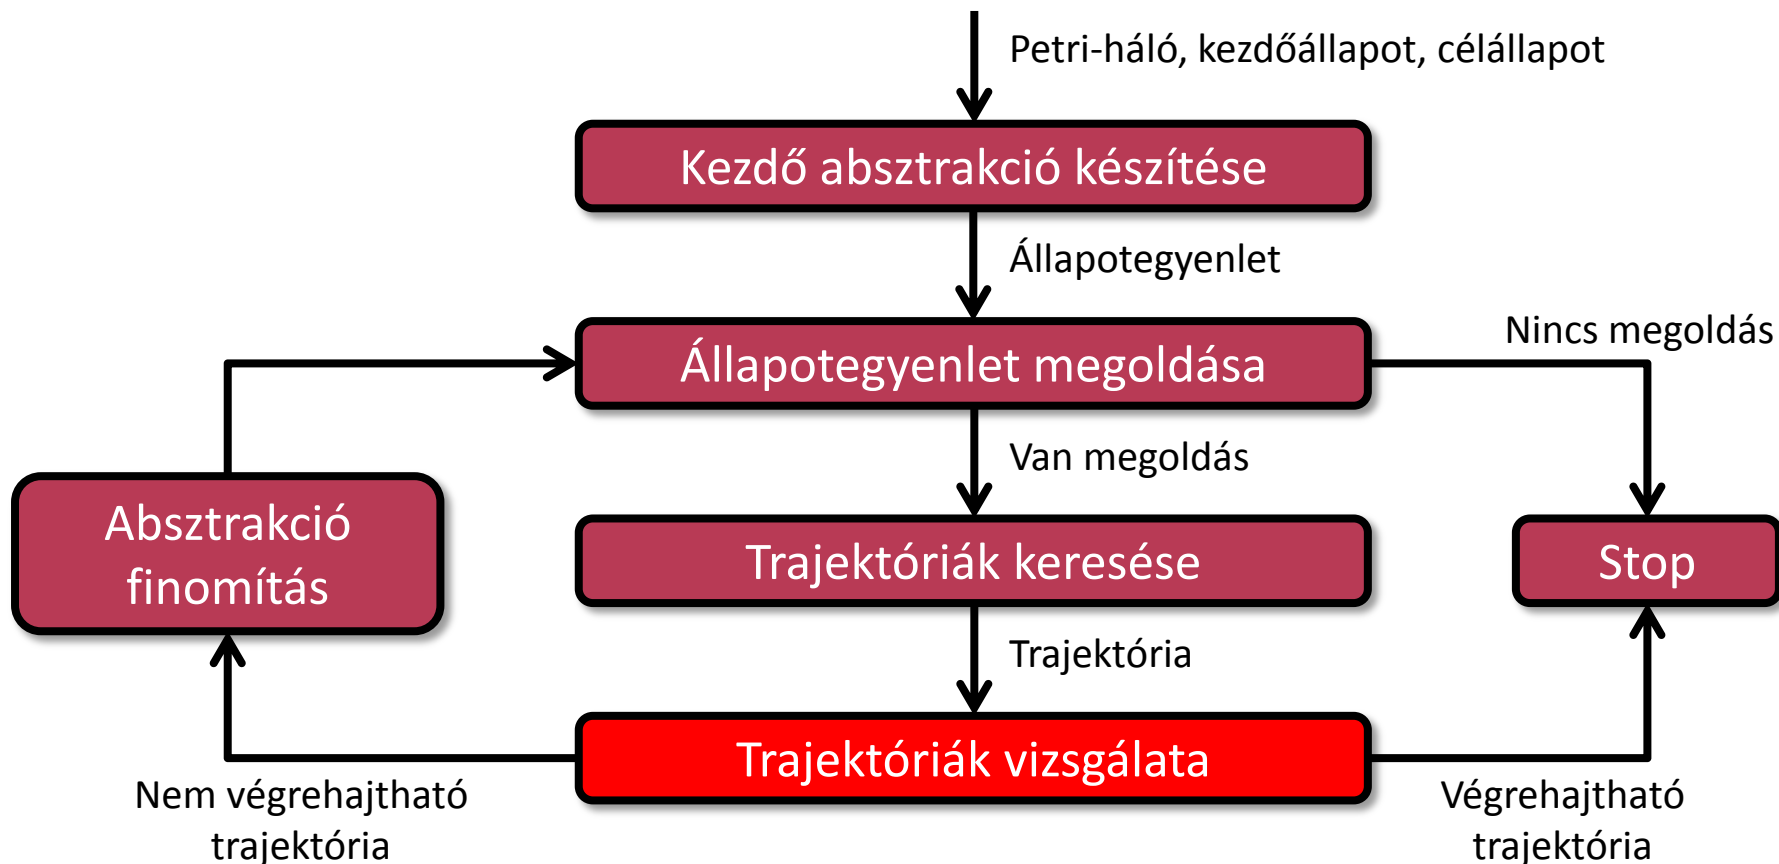 Petri-háló, kezdőállapot, célállapot
Kezdő absztrakció készítése
Állapotegyenlet
Nincs megoldás
Állapotegyenlet megoldása
Van megoldás
Absztrakció
finomítás
Trajektóriák keresése
Stop
Trajektória
Trajektóriák vizsgálata
Nem végrehajtható
trajektória
Végrehajtható
trajektória